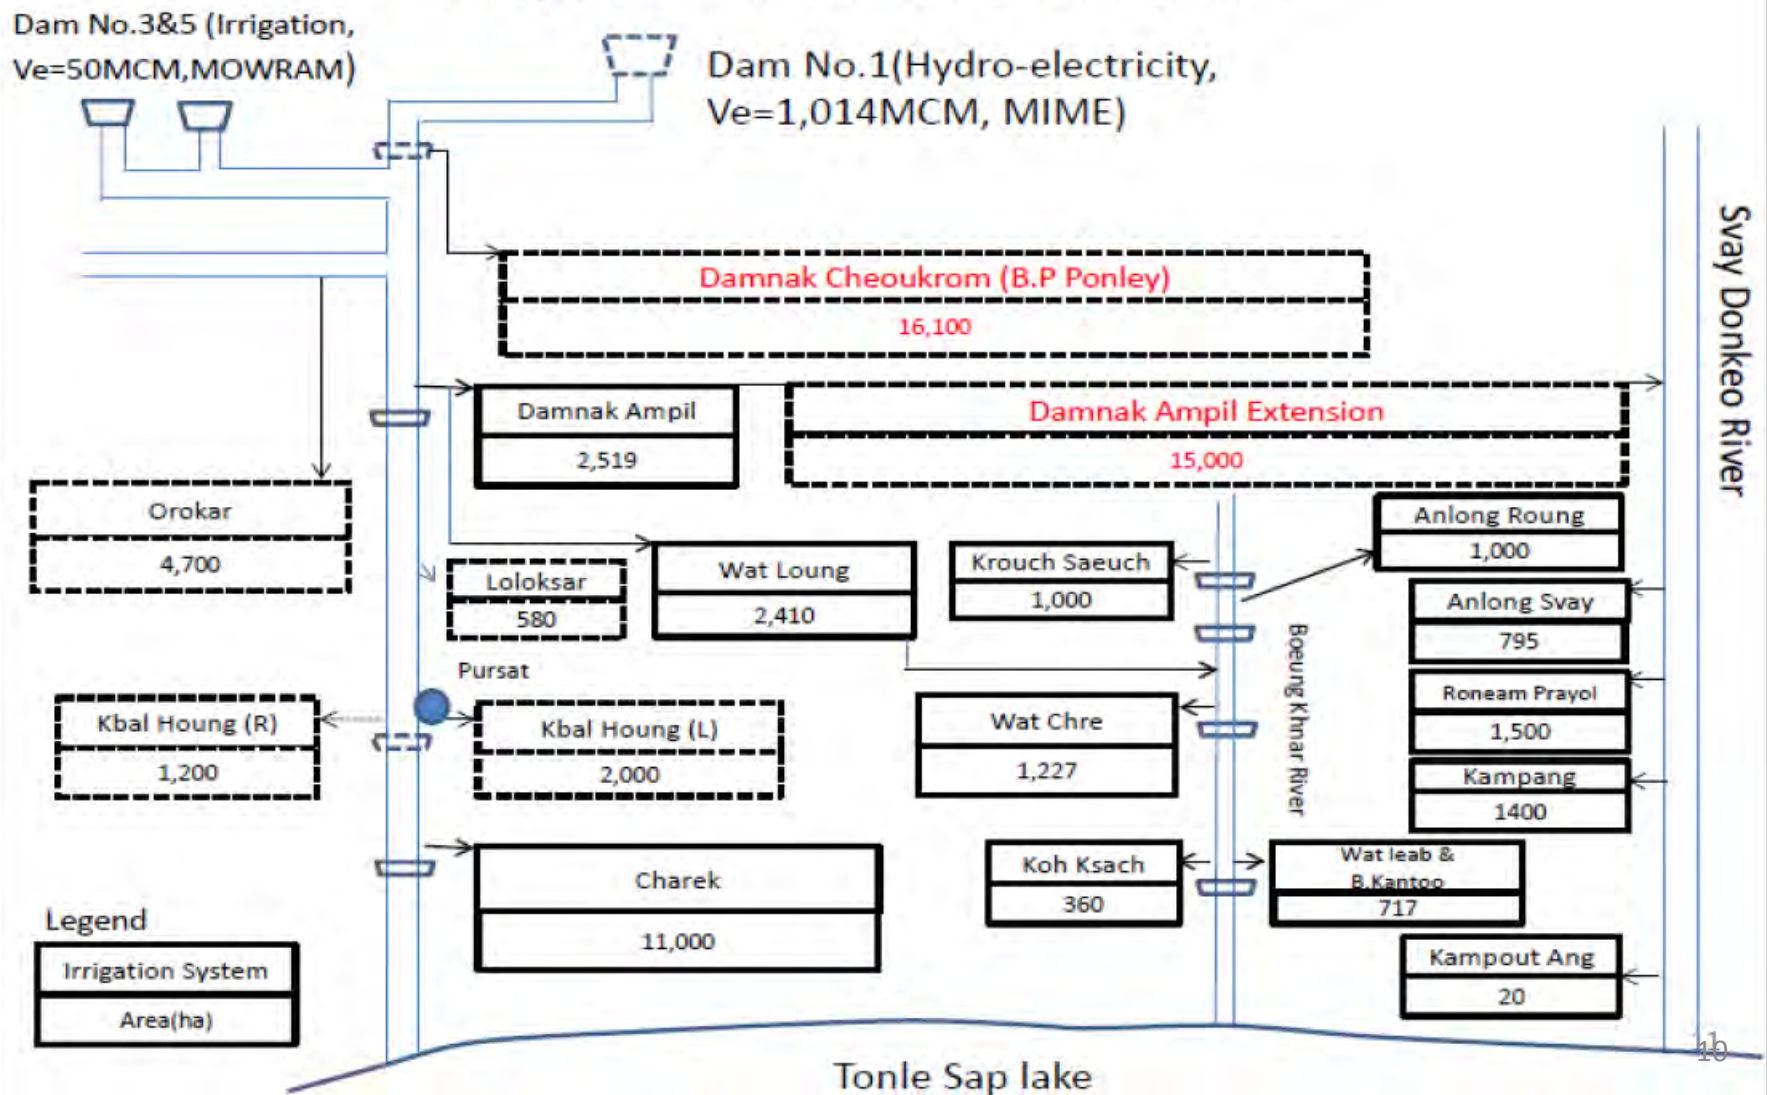 Dam No.3&5 (Irrigation,
Ve=50MCM,MOWRAM)
Dam No.1(Hydro-electricity,
Ve=1,014MCM, MIME)
Svay Donkeo River
Damnak Cheoukrom (B.P Ponley)
16,100
Damnak Ampil
2,519
Damnak Ampil Extension
15,000
Orokar
4,700
Loloksar
580
Wat Loung
2,410
Krouch Saeuch
1,000
Anlong Roung
1,000
Anlong Svay
795
Boeung Khnar River
Pursat
Kbal Houng (R)
1,200
Kbal Houng (L)
2,000
Wat Chre
1,227
Roneam Prayol
1,500
Kampang
1400
Charek
11,000
Koh Ksach
360
Wat leab &
B.Kantoo
717
Kampout Ang
20
Legend
Irrigation System
Area(ha)
Tonle Sap lake